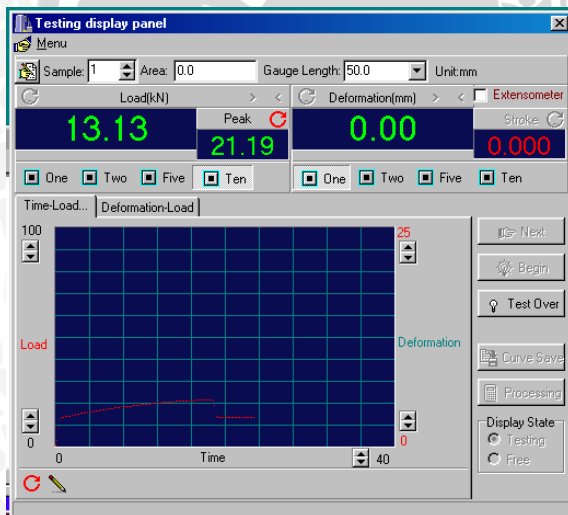 Testing display panel
Menu
Sample: 1 Area: 0.0 Gauge Length: 50.0 Unit:mm
Load(kN) > < Deformation(mm) > < Extensometer
13.13 Peak 21.19 0.00 Stroke 0.000
One Two Five Ten One Two Five Ten
Time-Load... Deformation-Load
100 25 Next
Begin
Test Over
Load Deformation
Curve Save
Processing
0 0 Display State
Testing
0 Time 40
Free